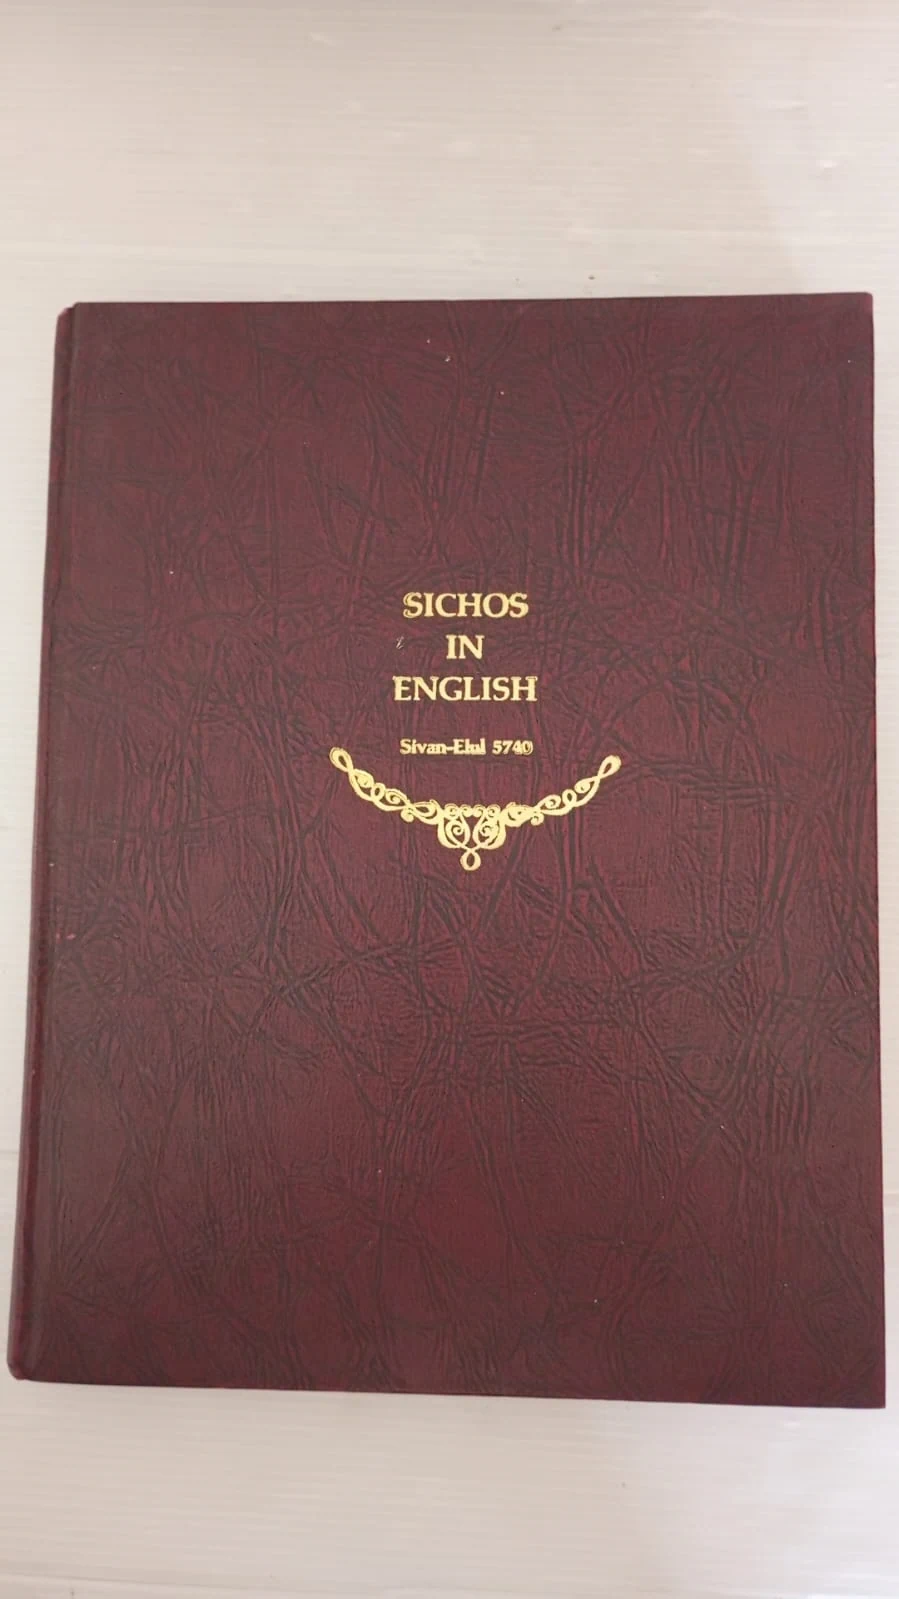 SICHOS
IN
ENGLISH
Sivan-Elul 5740